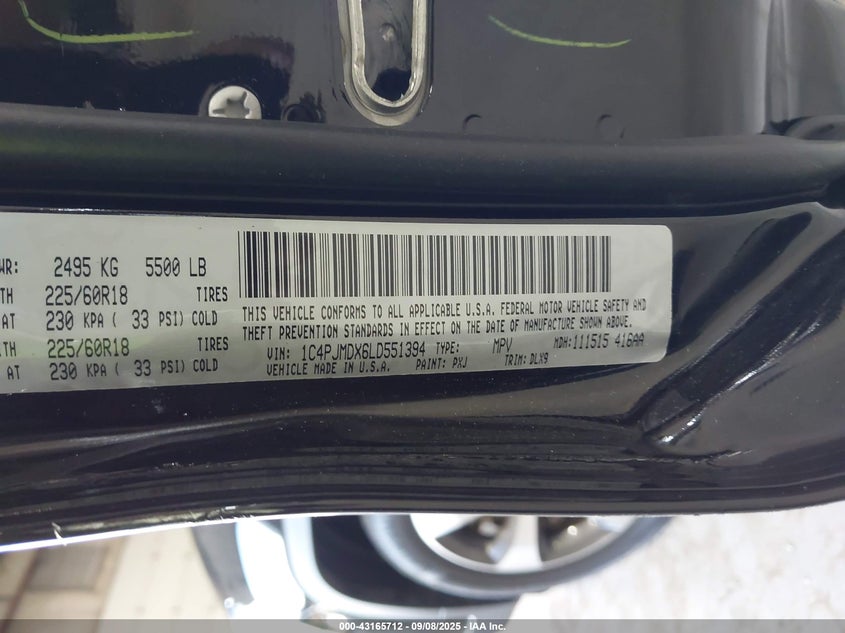 WR: 2495 KG 5500 LB
TH 225/60R18 TIRES
AT 230 KPA ( 33 PSI) COLD
TH 225/60R18 TIRES
AT 230 KPA ( 33 PSI) COLD
THIS VEHICLE CONFORMS TO ALL APPLICABLE U.S.A. FEDERAL MOTOR VEHICLE SAFETY AND
THEFT PREVENTION STANDARDS IN EFFECT ON THE DATE OF MANUFACTURE SHOWN ABOVE.
VIN: 1C4PJMDX6LD551394 TYPE: MPV MDH:111515 416AA
VEHICLE MADE IN U.S.A. PAINT: PXJ TRIM: DLX9
000-43165712 - 09/08/2025 - IAA Inc.